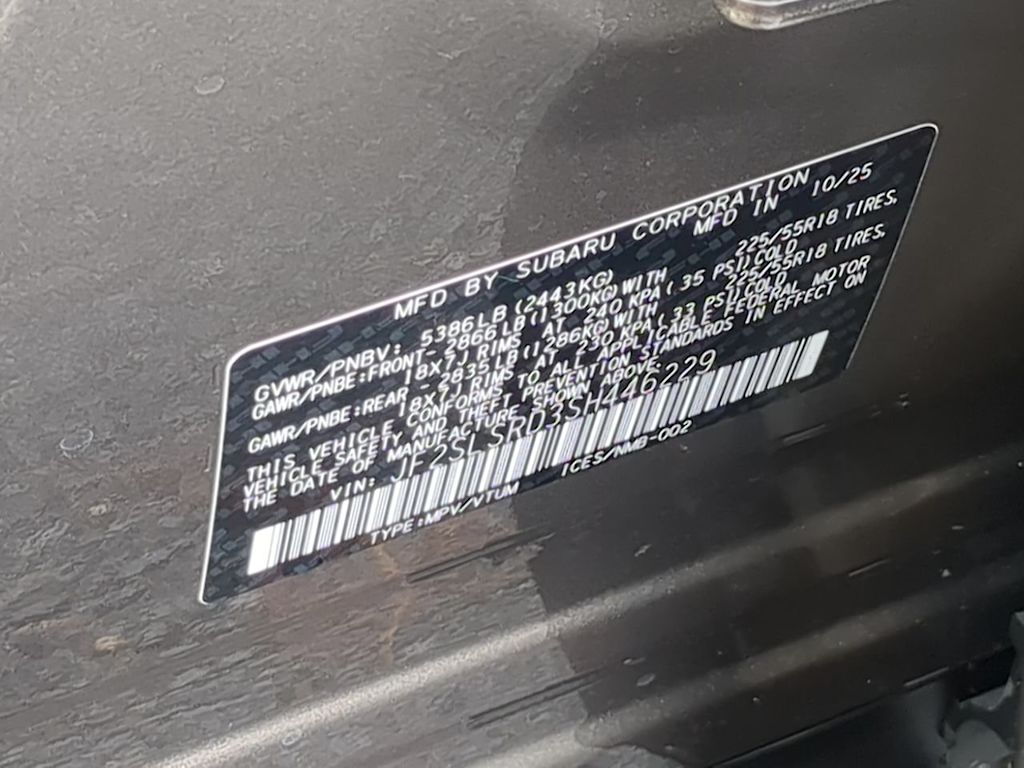 MFD BY SUBARU CORPORATION
MFD IN 10/25
GVWR/PNBV: 5386LB (2443KG)
GAWR/PNBE:FRONT- 2866LB(1300KG)WITH 225/55R18 TIRES,
18X7J RIMS AT 240 KPA(35 PSI)COLD
GAWR/PNBE:REAR -2835LB(1286KG)WITH 225/55R18 TIRES,
18X7J RIMS AT 230 KPA(33 PSI)COLD
THIS VEHICLE CONFORMS TO ALL APPLICABLE FEDERAL MOTOR
VEHICLE SAFETY AND THEFT PREVENTION STANDARDS IN EFFECT ON
THE DATE OF MANUFACTURE SHOWN ABOVE.
VIN: JF2SLSRD3SH446229
TYPE:MPV/VTUM ICES/NMB-002